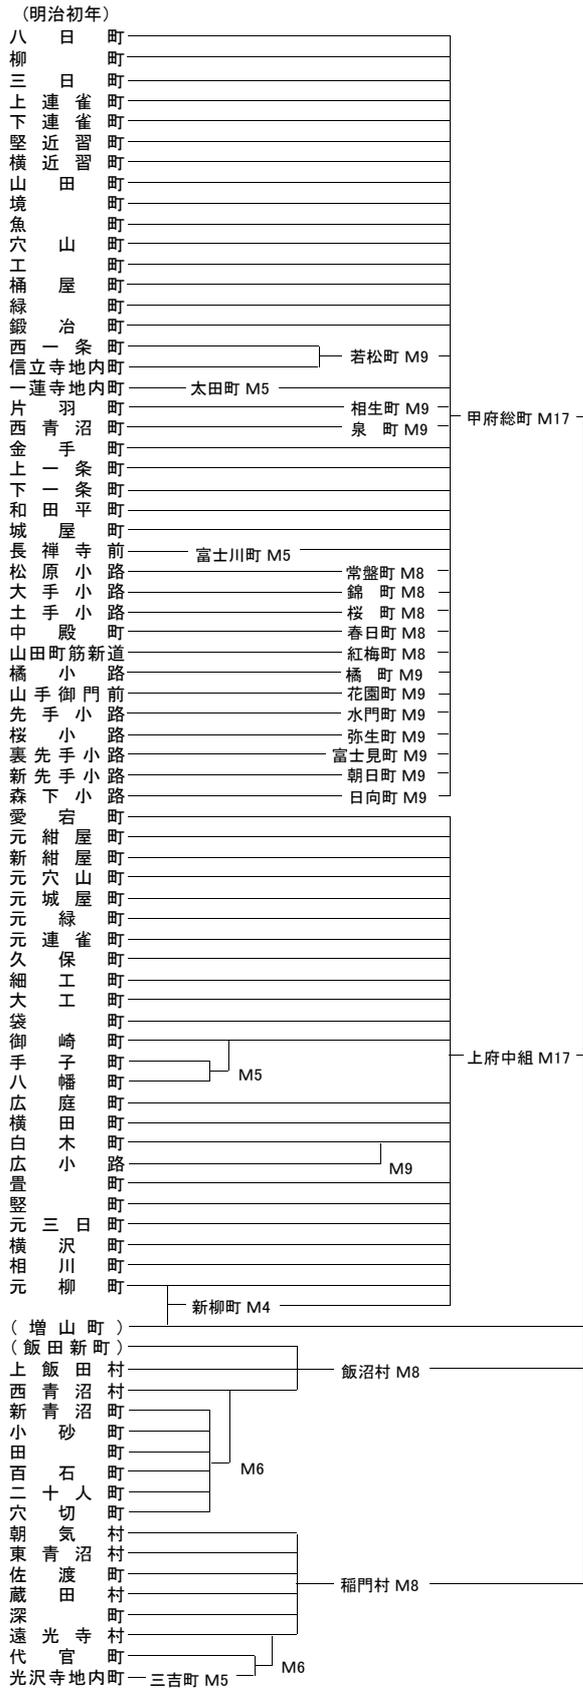 （明治初年）
八日町
柳町
三日町
上連雀町
下連雀町
堅近習町
横近習町
山田町
境町
魚町
穴山町
工町
桶屋町
緑町
鍛冶町
西一条町
若松町 M9
信立寺地内町
一蓮寺地内町 太田町 M5
片羽町 相生町 M9
甲府総町 M17
西青沼町 泉 町 M9
金手町
上一条町
下一条町
和田平町
城屋町
長禅寺前 富士川町 M5
松原小路 常盤町 M8
大手小路 錦 町 M8
土手小路 桜 町 M8
中殿町 春日町 M8
山田町筋新道 紅梅町 M8
橘小路 橘 町 M9
山手御門前 花園町 M9
先手小路 水門町 M9
桜小路 弥生町 M9
裏先手小路 富士見町 M9
新先手小路 朝日町 M9
森下小路 日向町 M9
愛宕町
元紺屋町
新紺屋町
元穴山町
元城屋町
元緑町
元連雀町
久保町
細工町
大工町
袋町
御崎町
上府中組 M17
手子町
M5
八幡町
広庭町
横田町
白木町
広小路 M9
畳町
竪町
元三日町
横沢町
相川町
元柳町
新柳町 M4
（増山町）
（飯田新町）
上飯田村 飯沼村 M8
西青沼村
新青沼町
小砂町
田町
百石町 M6
二十人町
穴切町
朝気村
東青沼村
佐渡町
稲門村 M8
蔵田村
深町
遠光寺村
代官町
M6
光沢寺地内町 三吉町 M5